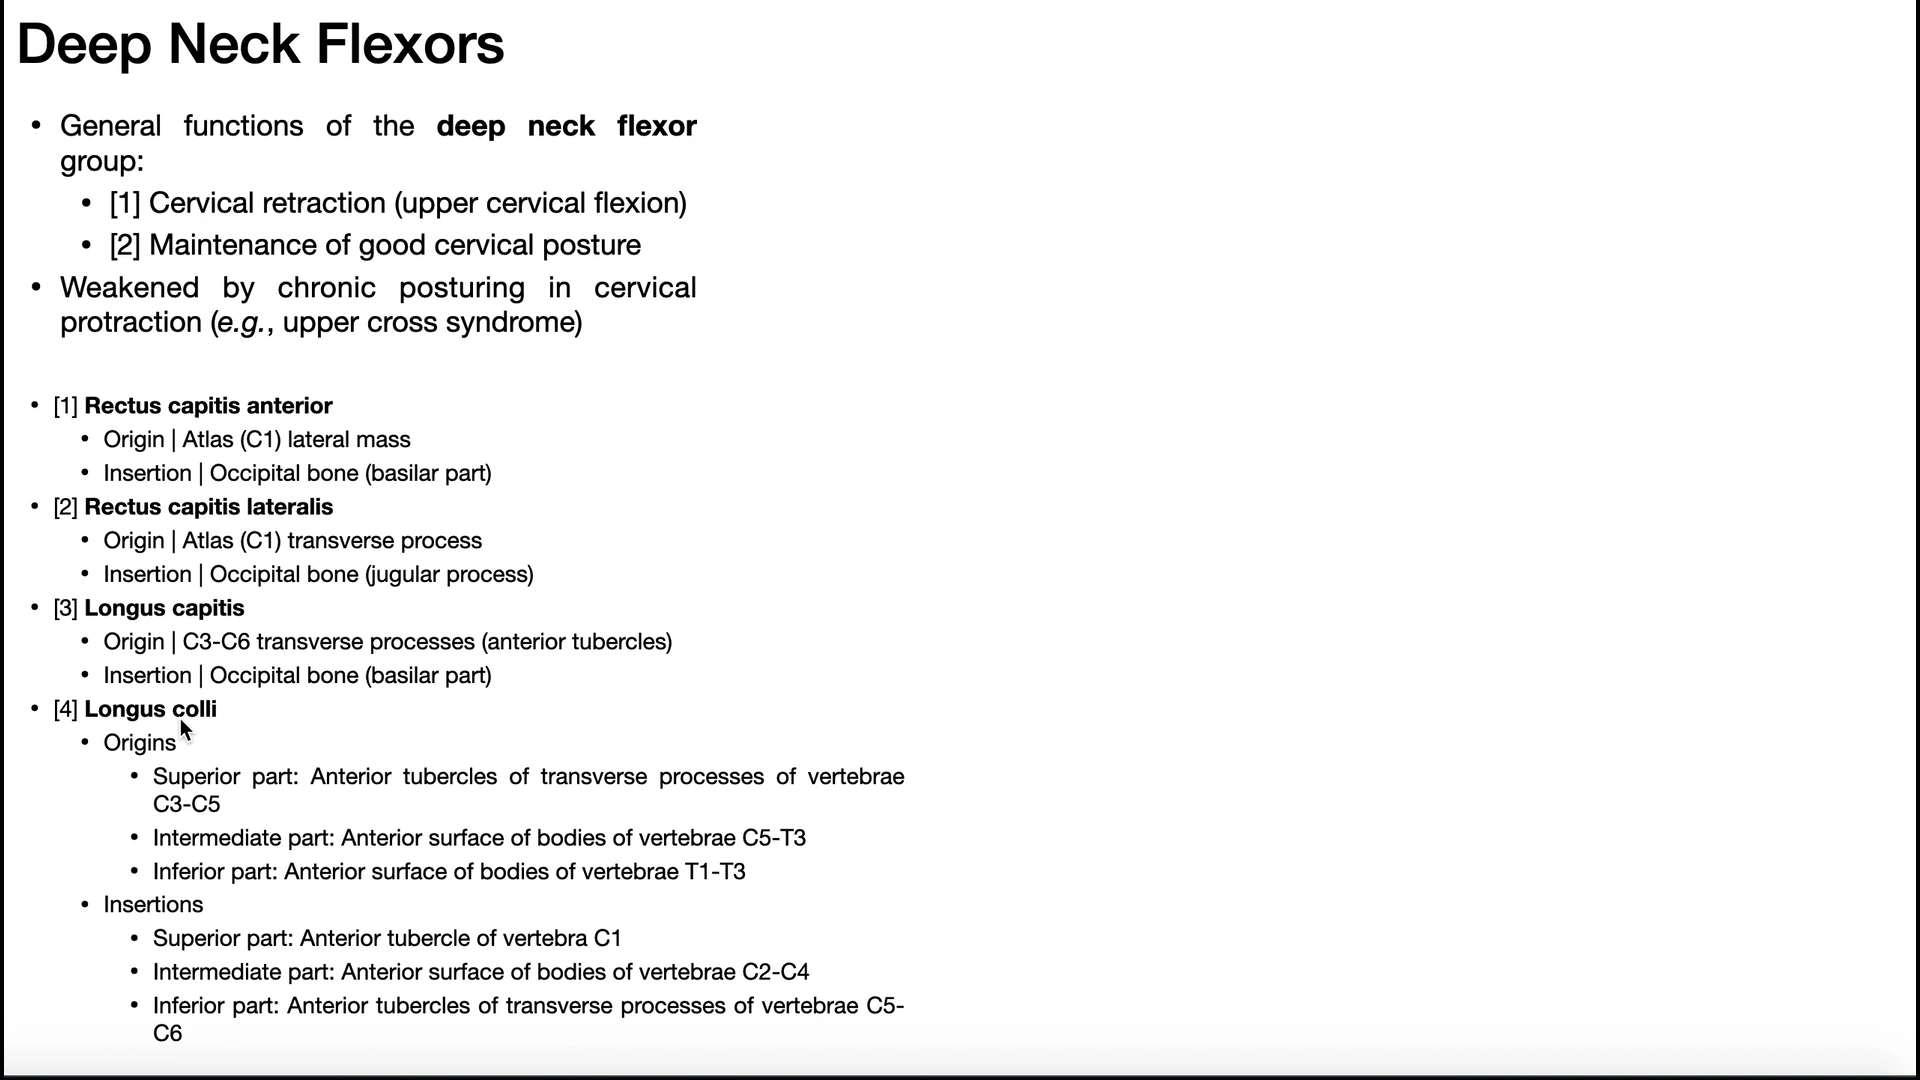 Deep Neck Flexors
• General functions of the deep neck flexor
group:
• [1] Cervical retraction (upper cervical flexion)
• [2] Maintenance of good cervical posture
• Weakened by chronic posturing in cervical
protraction (e.g., upper cross syndrome)
• [1] Rectus capitis anterior
• Origin | Atlas (C1) lateral mass
• Insertion | Occipital bone (basilar part)
• [2] Rectus capitis lateralis
• Origin | Atlas (C1) transverse process
• Insertion | Occipital bone (jugular process)
• [3] Longus capitis
• Origin | C3-C6 transverse processes (anterior tubercles)
• Insertion | Occipital bone (basilar part)
• [4] Longus colli
• Origins
• Superior part: Anterior tubercles of transverse processes of vertebrae
C3-C5
• Intermediate part: Anterior surface of bodies of vertebrae C5-T3
• Inferior part: Anterior surface of bodies of vertebrae T1-T3
• Insertions
• Superior part: Anterior tubercle of vertebra C1
• Intermediate part: Anterior surface of bodies of vertebrae C2-C4
• Inferior part: Anterior tubercles of transverse processes of vertebrae C5-
C6